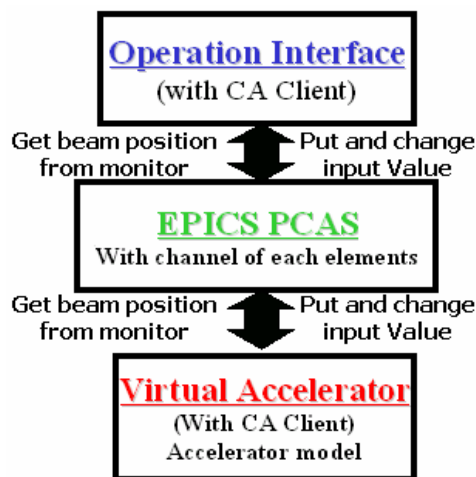 Operation Interface
(with CA Client)
Get beam position
from monitor
Put and change
input Value
EPICS PCAS
With channel of each elements
Get beam position
from monitor
Put and change
input Value
Virtual Accelerator
(With CA Client)
Accelerator model